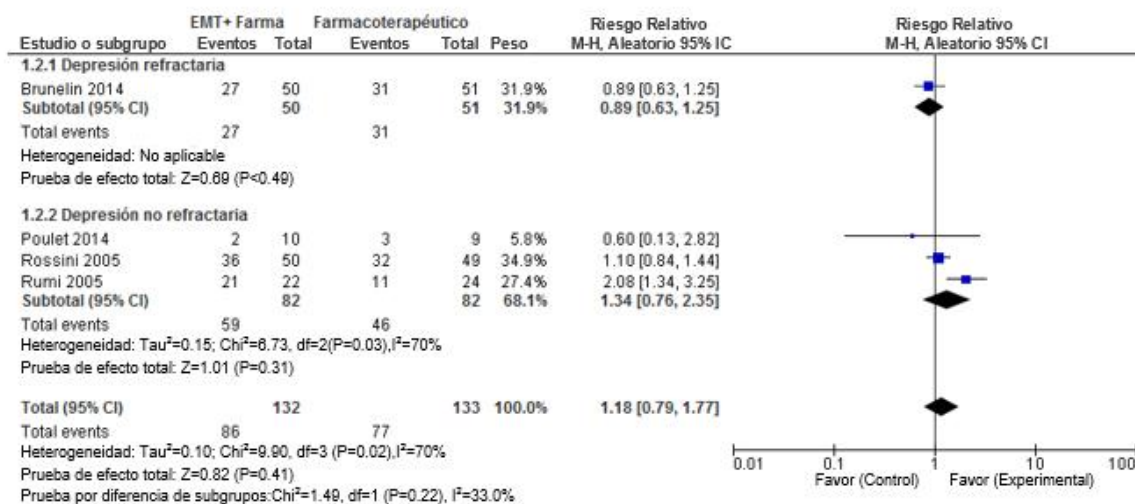 EMT+ Farma Farmacoterapéutico Riesgo Relativo Riesgo Relativo
Estudio o subgrupo Eventos Total Eventos Total Peso M-H, Aleatorio 95% IC M-H, Aleatorio 95% CI
1.2.1 Depresión refractaria
Brunelin 2014 27 50 31 51 31.9% 0.89 [0.63, 1.25]
Subtotal (95% CI) 50 51 31.9% 0.89 [0.63, 1.25]
Total events 27 31
Heterogeneidad: No aplicable
Prueba de efecto total: Z=0.69 (P<0.49)
1.2.2 Depresión no refractaria
Poulet 2014 2 10 3 9 5.8% 0.60 [0.13, 2.82]
Rossini 2005 36 50 32 49 34.9% 1.10 [0.84, 1.44]
Rumi 2005 21 22 11 24 27.4% 2.08 [1.34, 3.25]
Subtotal (95% CI) 82 82 68.1% 1.34 [0.76, 2.35]
Total events 59 46
Heterogeneidad: Tau²=0.15; Chi²=6.73, df=2(P=0.03),I²=70%
Prueba de efecto total: Z=1.01 (P=0.31)
Total (95% CI) 132 133 100.0% 1.18 [0.79, 1.77]
Total events 86 77
Heterogeneidad: Tau²=0.10; Chi²=9.90, df=3 (P=0.02),I²=70%
Prueba de efecto total: Z=0.82 (P=0.41)
Prueba por diferencia de subgrupos:Chi²=1.49, df=1 (P=0.22), I²=33.0%
0.01 0.1 1 10 100
Favor (Control) Favor (Experimental)